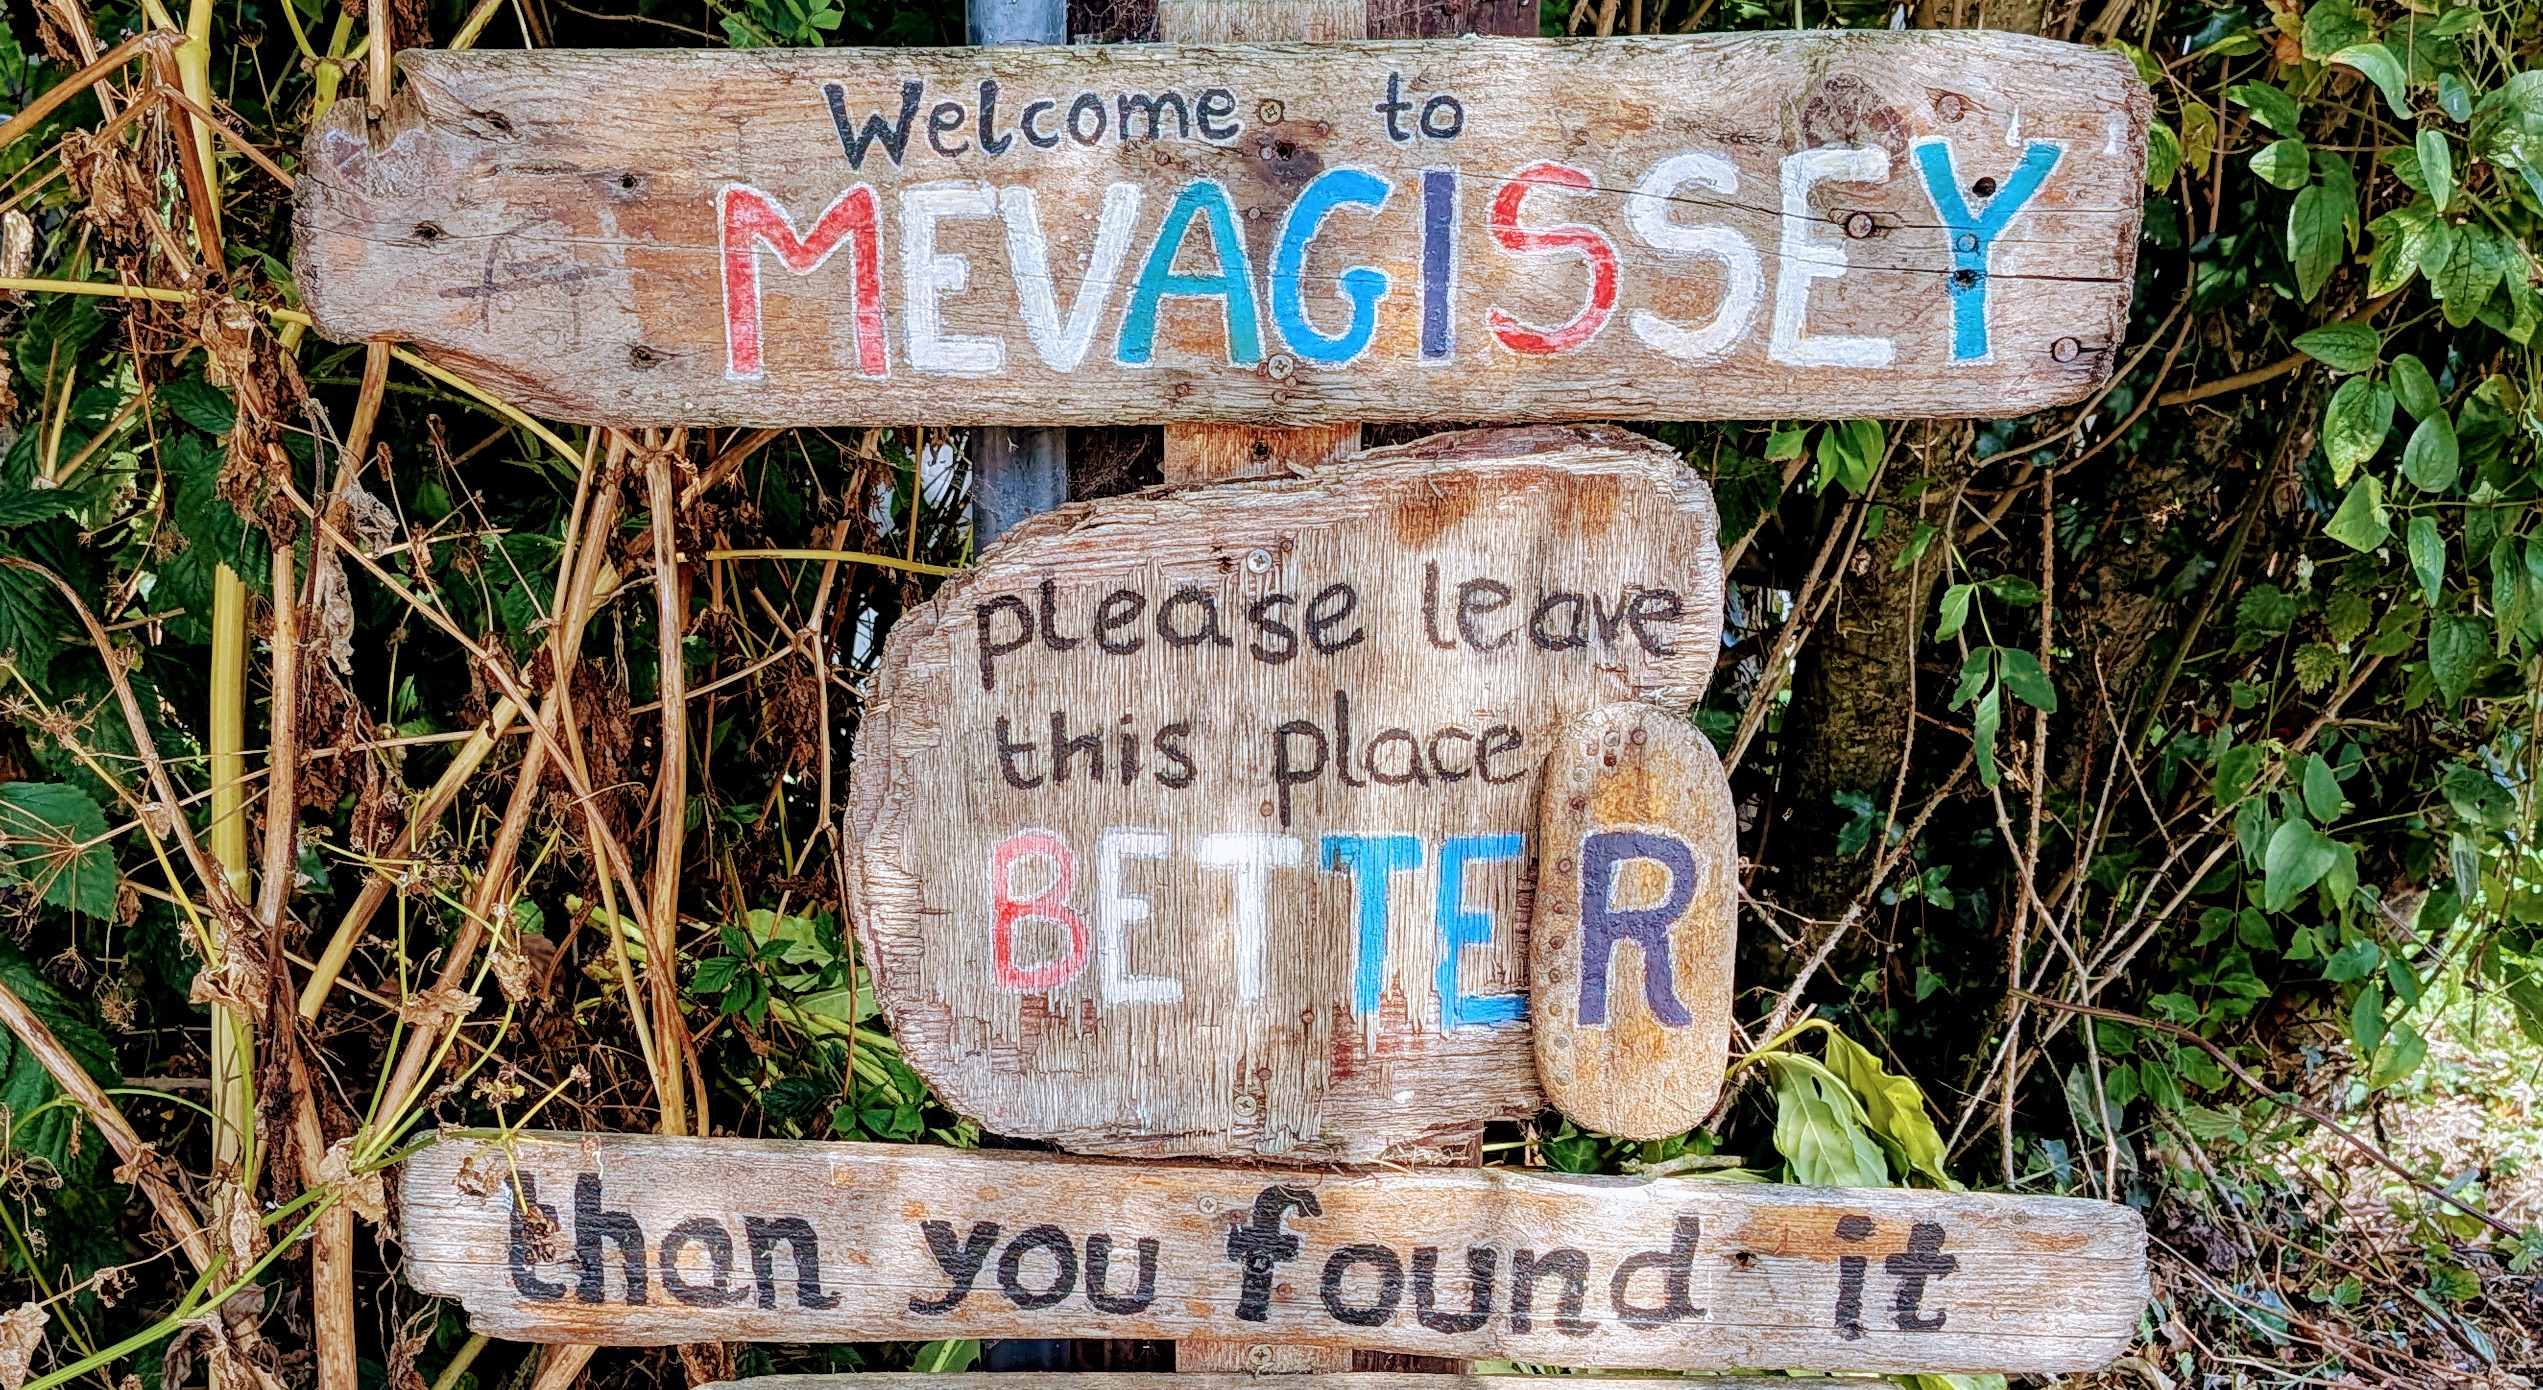 Welcome to
MEVAGISSEY
please leave
this place
BETTER
than you found it